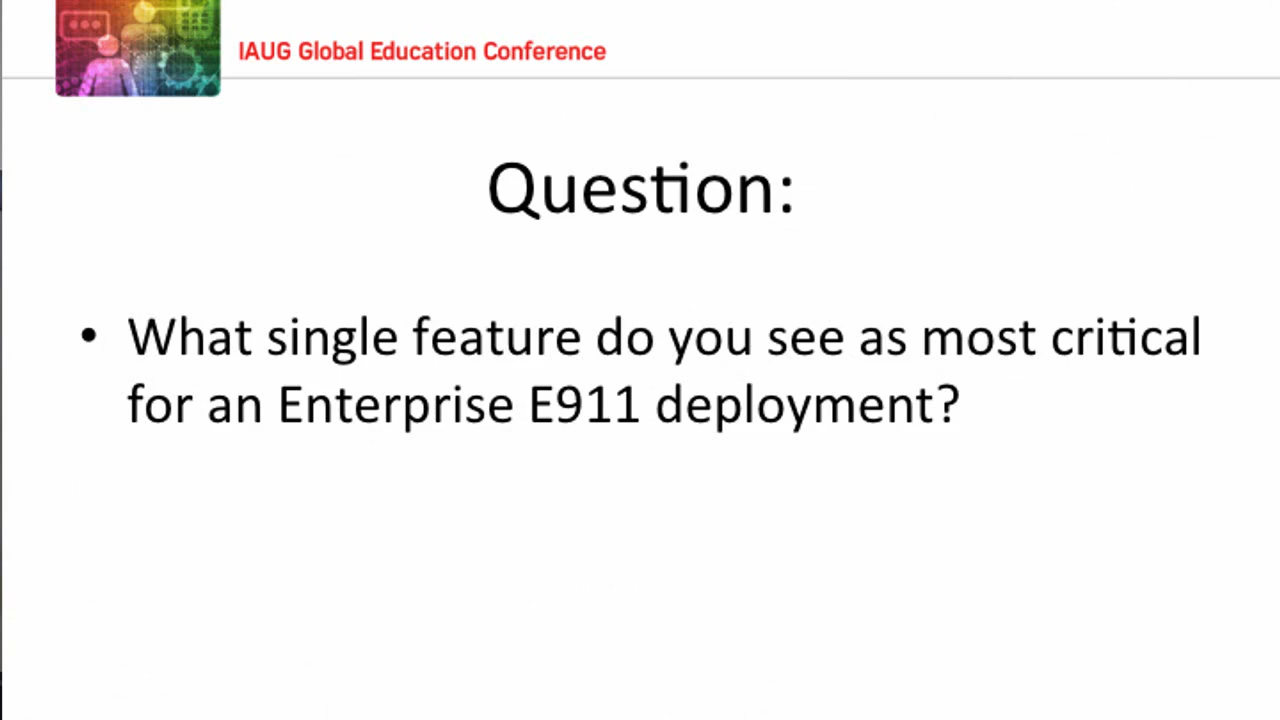 IAUG Global Education Conference
Question:
• What single feature do you see as most critical
for an Enterprise E911 deployment?